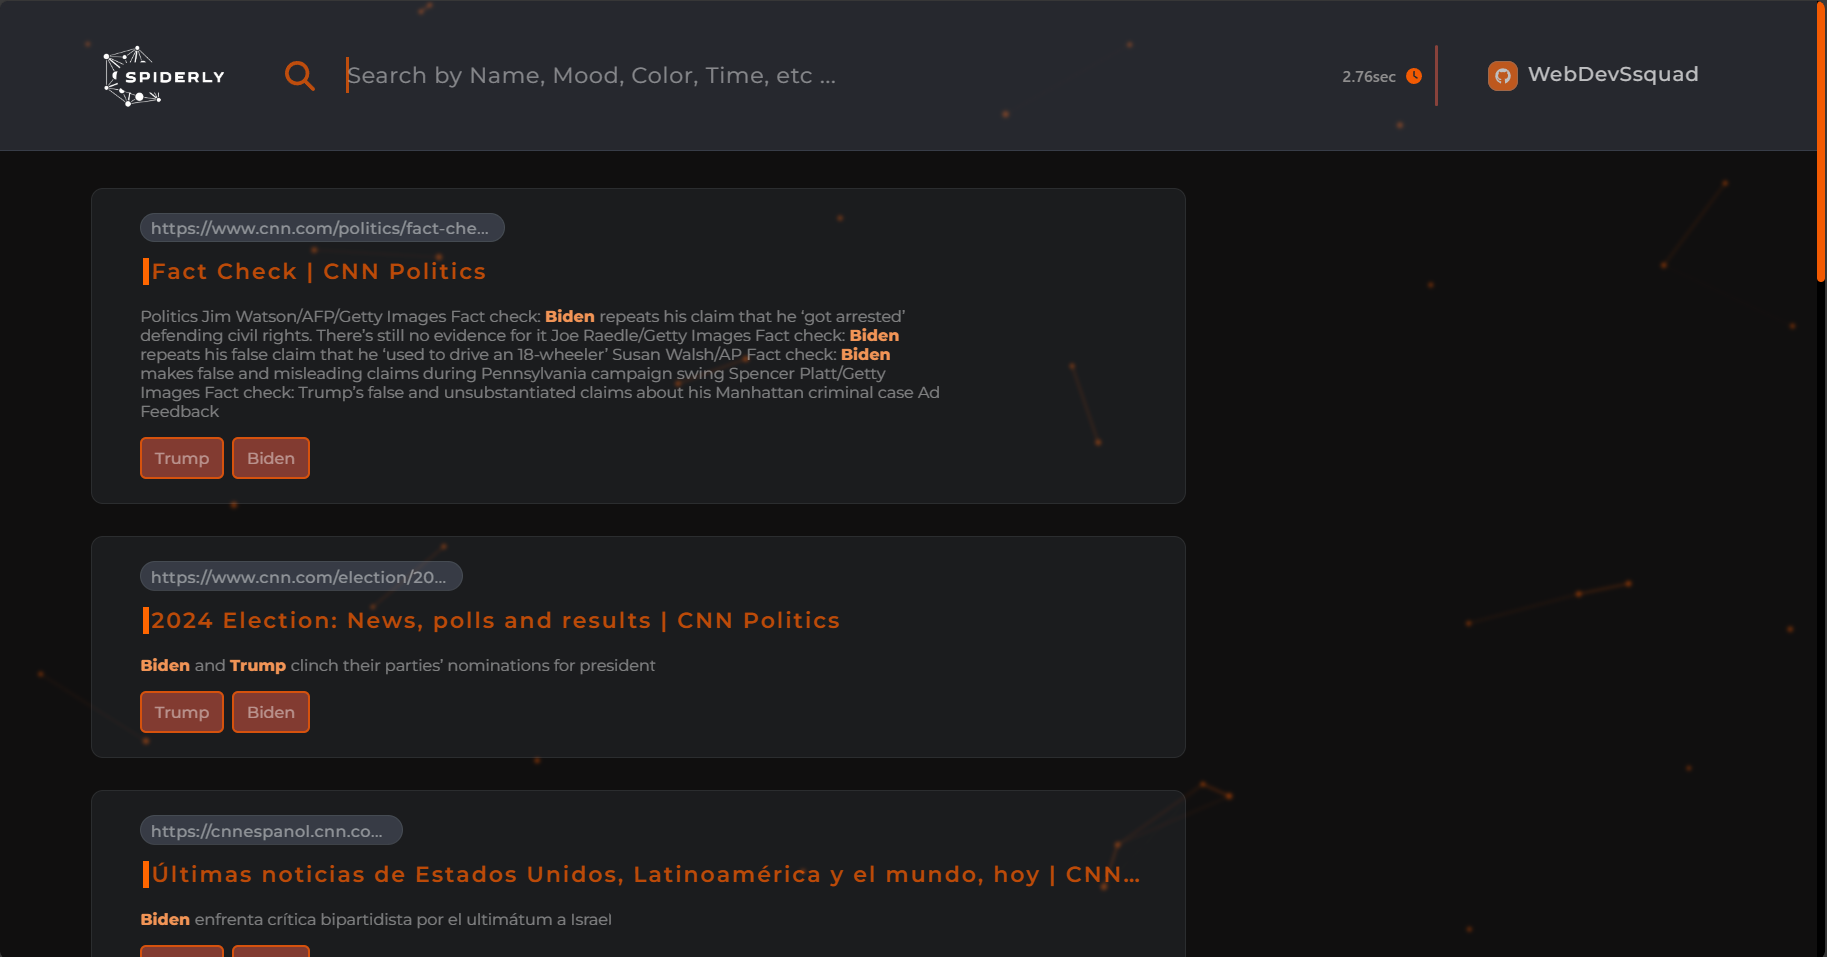 SPIDERLY
Search by Name, Mood, Color, Time, etc ...
2.76sec
WebDevSsquad
https://www.cnn.com/politics/fact-che...
Fact Check | CNN Politics
Politics Jim Watson/AFP/Getty Images Fact check: Biden repeats his claim that he ‘got arrested’
defending civil rights. There’s still no evidence for it Joe Raedle/Getty Images Fact check: Biden
repeats his false claim that he ‘used to drive an 18-wheeler’ Susan Walsh/AP Fact check: Biden
makes false and misleading claims during Pennsylvania campaign swing Spencer Platt/Getty
Images Fact check: Trump’s false and unsubstantiated claims about his Manhattan criminal case Ad
Feedback
Trump Biden
https://www.cnn.com/election/20...
2024 Election: News, polls and results | CNN Politics
Biden and Trump clinch their parties’ nominations for president
Trump Biden
https://cnnespanol.cnn.co...
Últimas noticias de Estados Unidos, Latinoamérica y el mundo, hoy | CNN...
Biden enfrenta crítica bipartidista por el ultimátum a Israel